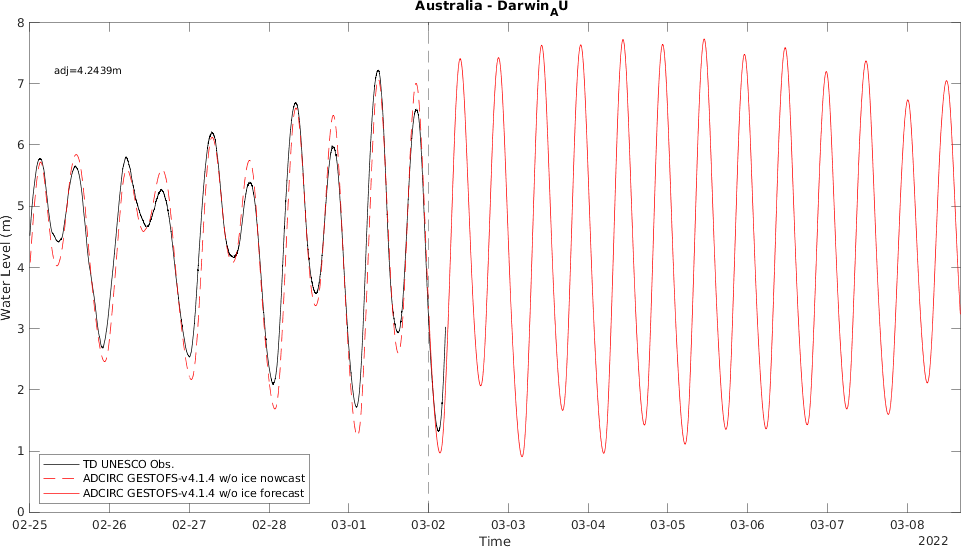 Australia - Darwin_AU
8
7
6
5
4
3
2
1
0
Water Level (m)
adj=4.2439m
TD UNESCO Obs.
ADCIRC GESTOFS-v4.1.4 w/o ice nowcast
ADCIRC GESTOFS-v4.1.4 w/o ice forecast
02-25 02-26 02-27 02-28 03-01 03-02 03-03 03-04 03-05 03-06 03-07 03-08
Time
2022